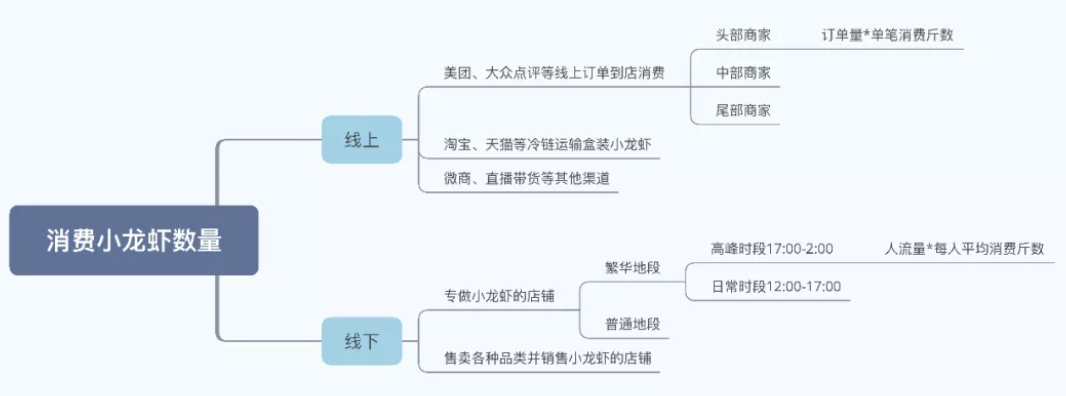 消费小龙虾数量
线上
美团、大众点评等线上订单到店消费
头部商家
订单量*单笔消费斤数
中部商家
尾部商家
淘宝、天猫等冷链运输盒装小龙虾
微商、直播带货等其他渠道
线下
专做小龙虾的店铺
繁华地段
高峰时段17:00-2:00
人流量*每人平均消费斤数
日常时段12:00-17:00
普通地段
售卖各种品类并销售小龙虾的店铺